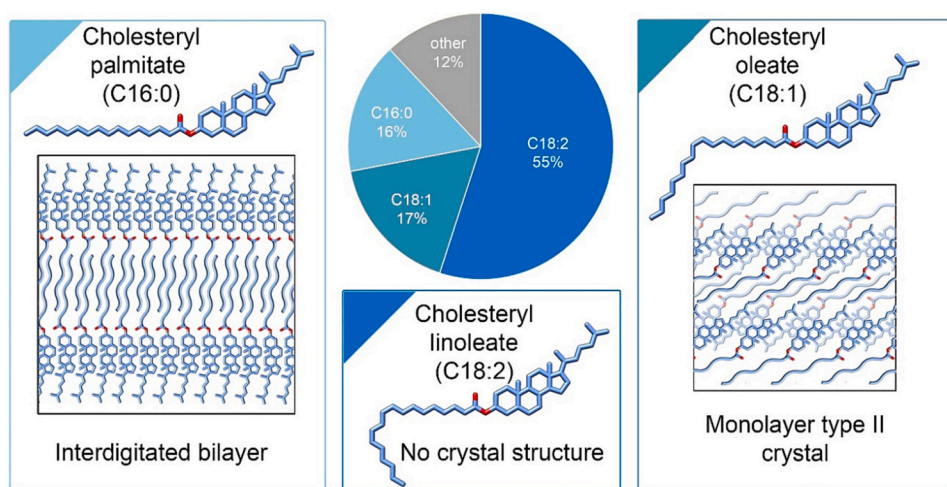 Cholesteryl
palmitate
(C16:0)
Interdigitated bilayer
other
12%
C16:0
16%
C18:1
17%
C18:2
55%
Cholesteryl
linoleate
(C18:2)
No crystal structure
Cholesteryl
oleate
(C18:1)
Monolayer type II
crystal